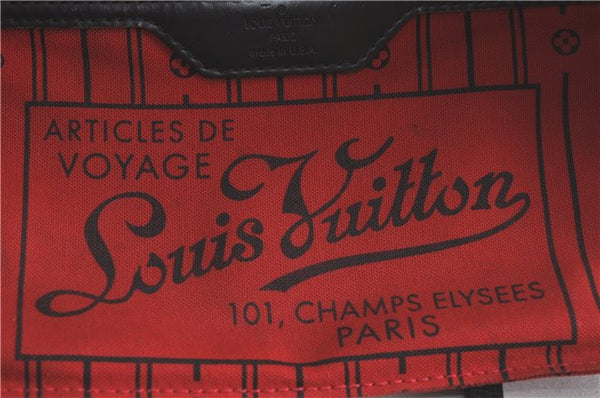 LOUIS VUITTON
PARIS
made in U.S.A.
ARTICLES DE
VOYAGE
Louis Vuitton
101, CHAMPS ELYSEES
PARIS